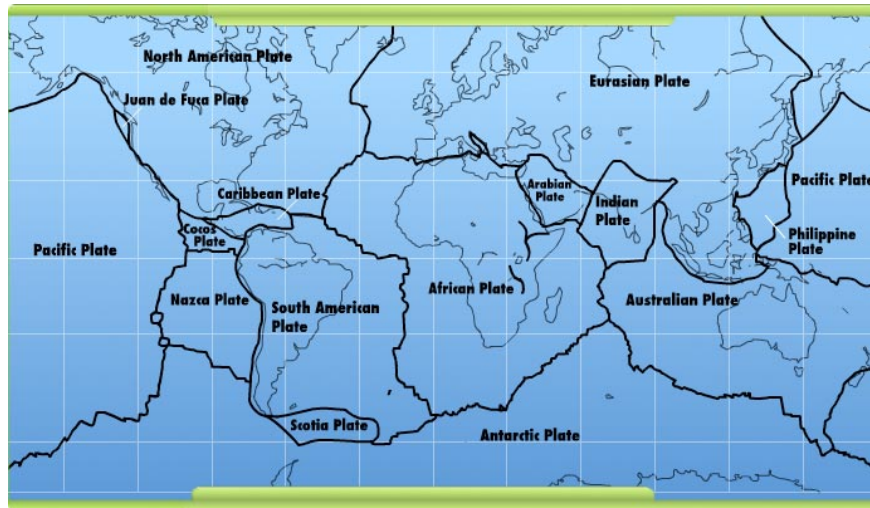 North American Plate
Eurasian Plate
Juan de Fuca Plate
Caribbean Plate
Arabian
Plate
Indian
Plate
Pacific Plate
Cocos
Plate
Philippine
Plate
Pacific Plate
Nazca Plate
South American
Plate
African Plate
Australian Plate
Scotia Plate
Antarctic Plate